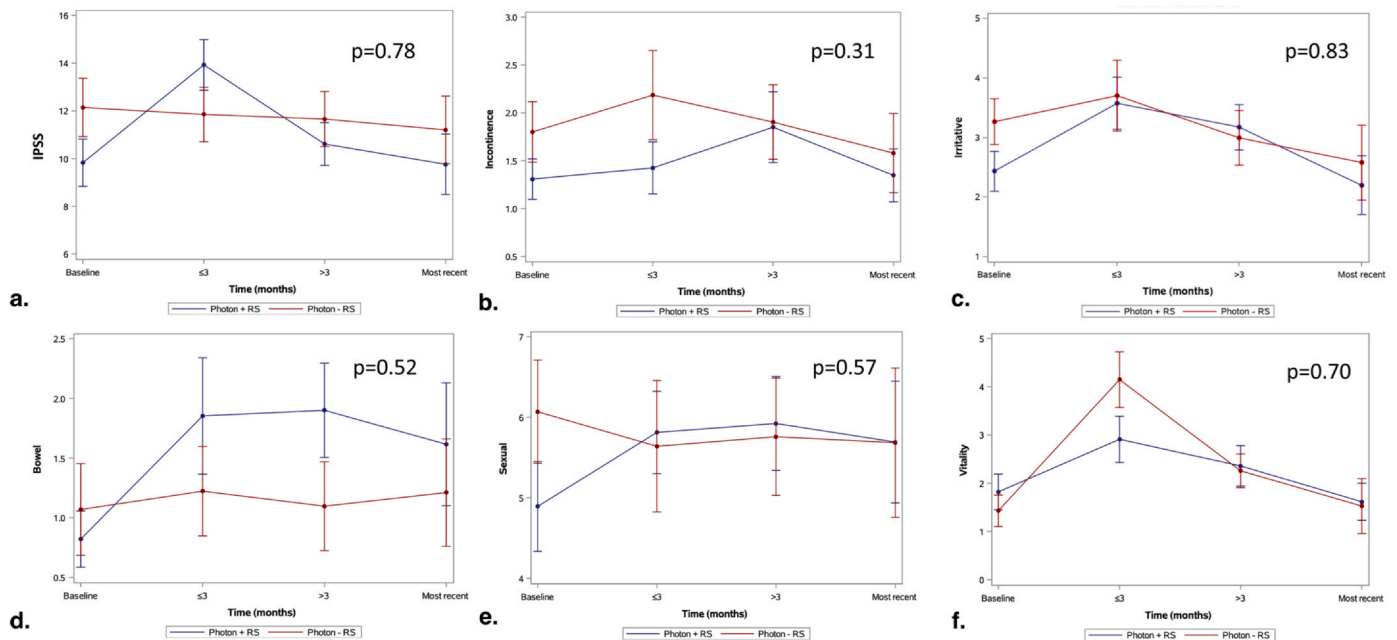 16
14
12
10
8
6
IPSS
p=0.78
Baseline ≤3 >3 Most recent
Time (months)
Photon + RS Photon - RS
a.
3.0
2.5
2.0
1.5
1.0
0.5
Incontinence
p=0.31
Baseline ≤3 >3 Most recent
Time (months)
Photon + RS Photon - RS
b.
5
4
3
2
1
Irritative
p=0.83
Baseline ≤3 >3 Most recent
Time (months)
Photon + RS Photon - RS
c.
2.5
2.0
1.5
1.0
0.5
Bowel
p=0.52
Baseline ≤3 >3 Most recent
Time (months)
Photon + RS Photon - RS
d.
7
6
5
4
Sexual
p=0.57
Baseline ≤3 >3 Most recent
Time (months)
Photon + RS Photon - RS
e.
5
4
3
2
1
0
Vitality
p=0.70
Baseline ≤3 >3 Most recent
Time (months)
Photon + RS Photon - RS
f.